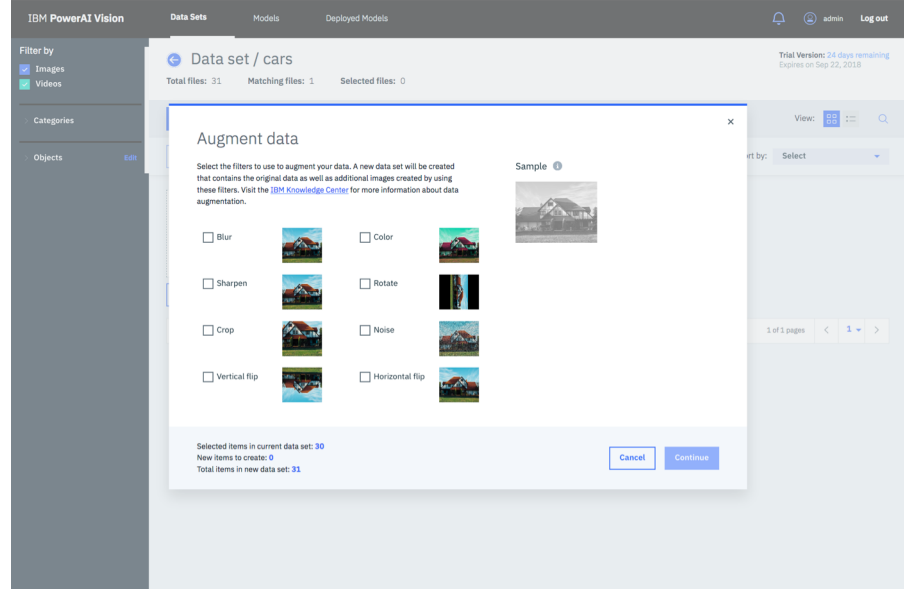 IBM PowerAI Vision
Data Sets
Models
Deployed Models
admin
Log out
Filter by
Images
Videos
Categories
Objects
Edit
Data set / cars
Total files: 31
Matching files: 1
Selected files: 0
Trial Version: 24 days remaining
Expires on Sep 22, 2018
View:
rt by:
Select
1 of 1 pages
1
Augment data
Select the filters to use to augment your data. A new data set will be created
that contains the original data as well as additional images created by using
these filters. Visit the IBM Knowledge Center for more information about data
augmentation.
Sample
Blur
Color
Sharpen
Rotate
Crop
Noise
Vertical flip
Horizontal flip
Selected items in current data set: 30
New items to create: 0
Total items in new data set: 31
Cancel
Continue